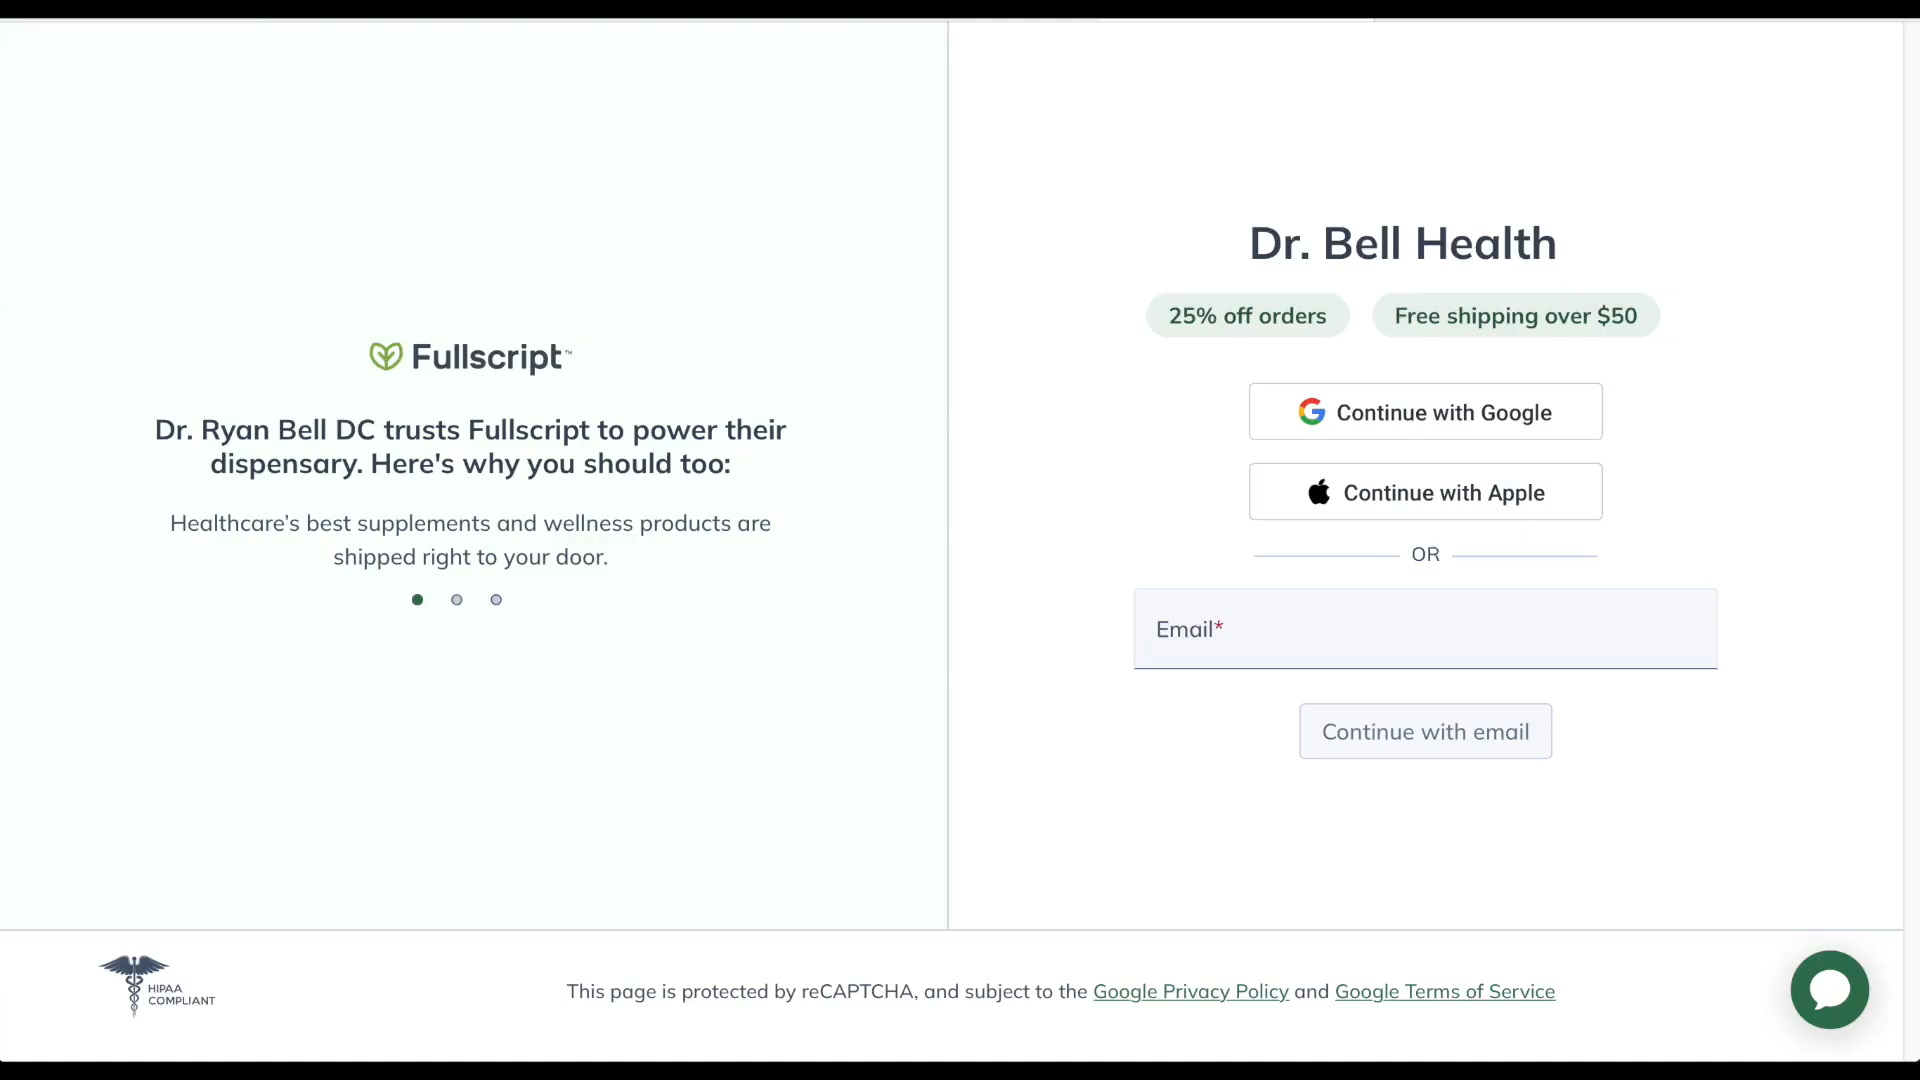 Fullscript™
Dr. Ryan Bell DC trusts Fullscript to power their
dispensary. Here's why you should too:
Healthcare’s best supplements and wellness products are
shipped right to your door.
Dr. Bell Health
25% off orders
Free shipping over $50
Continue with Google
Continue with Apple
OR
Email*
Continue with email
HIPAA
COMPLIANT
This page is protected by reCAPTCHA, and subject to the Google Privacy Policy and Google Terms of Service